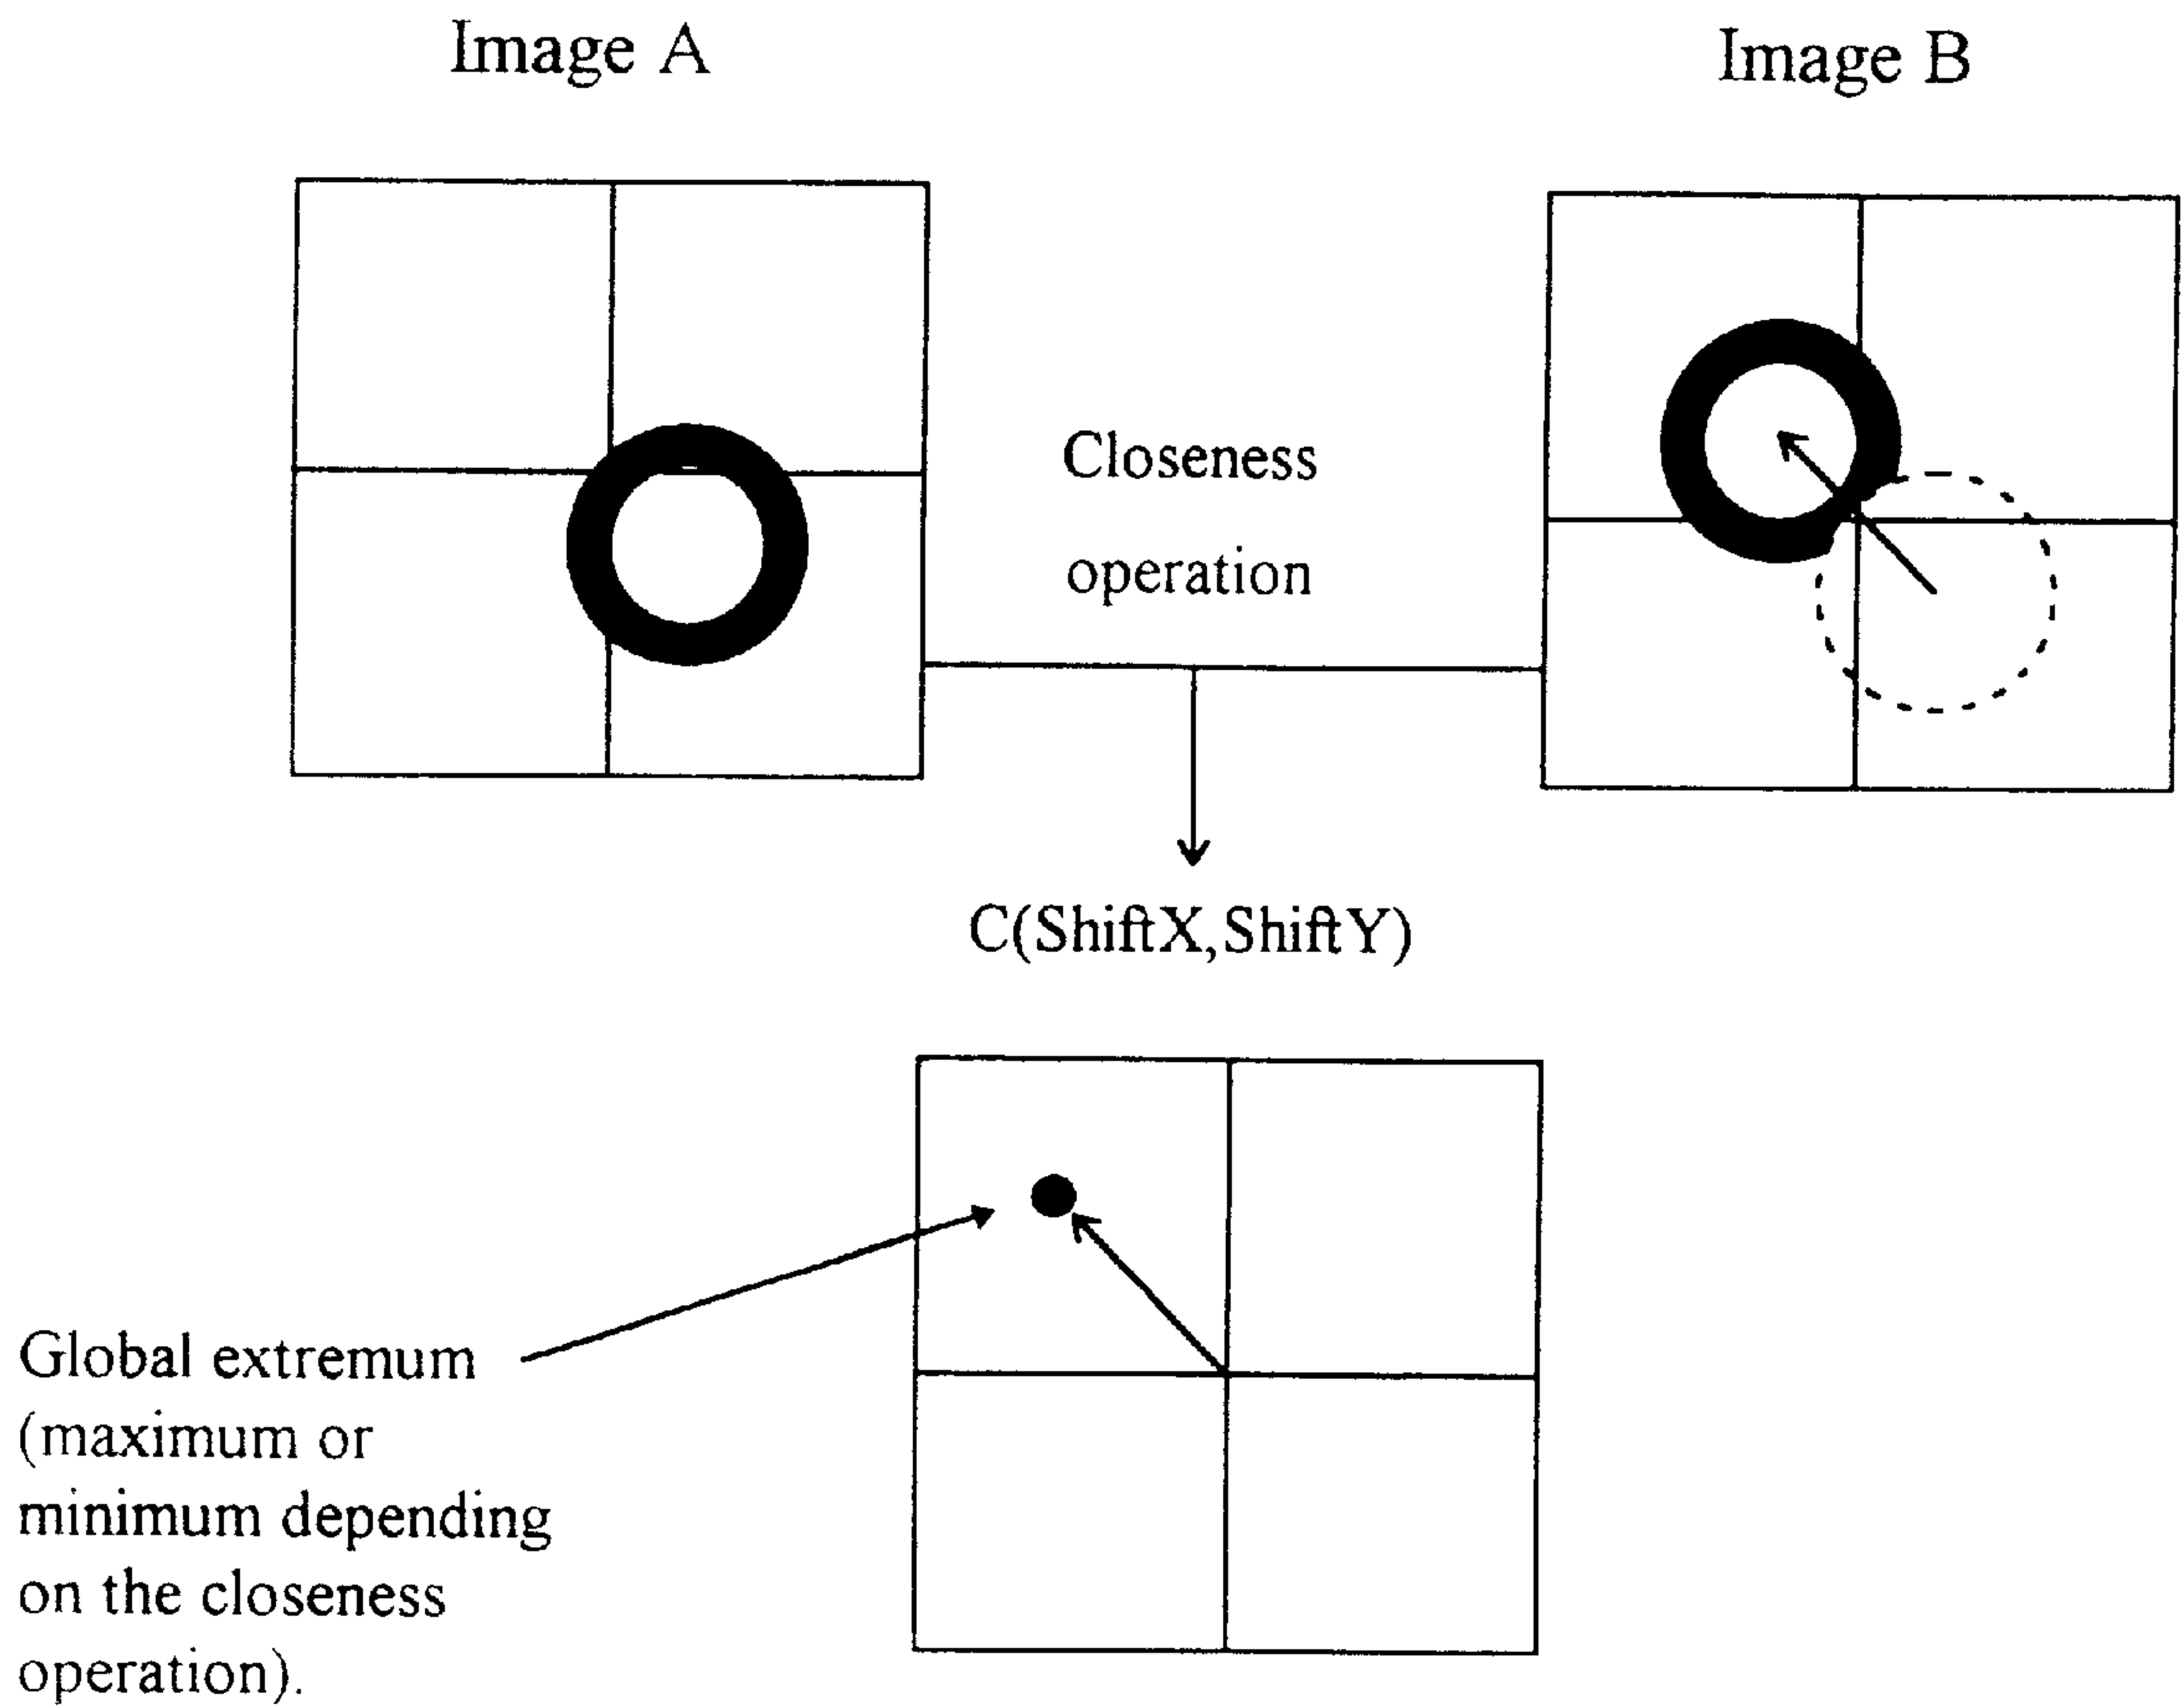 Image A
Image B
Closeness
operation
C(ShiftX,ShiftY)
Global extremum
(maximum or
minimum depending
on the closeness
operation).